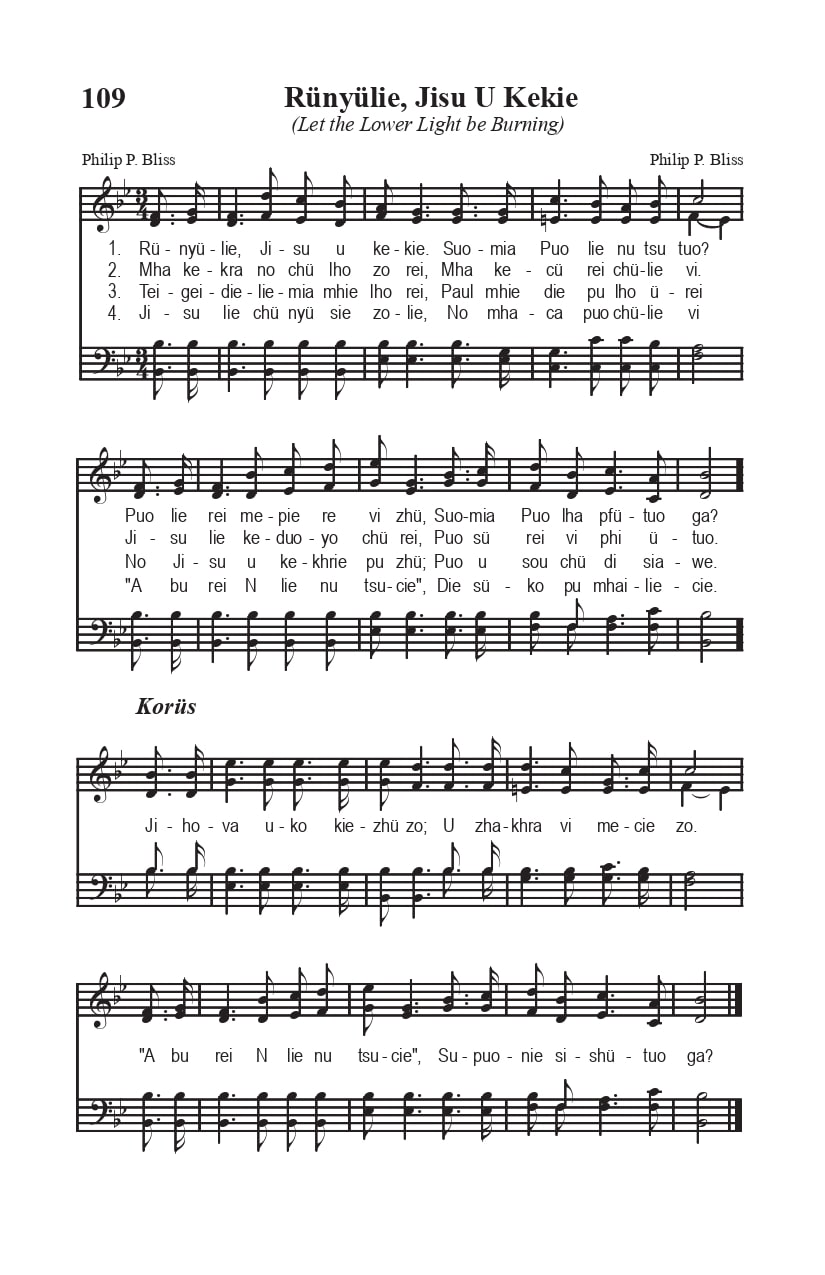 109
Rünyülie, Jisu U Kekie
(Let the Lower Light be Burning)
Philip P. Bliss Philip P. Bliss
1. Rü - nyü - lie, Ji - su u ke - kie. Suo - mia Puo lie nu tsu tuo?
2. Mha ke - kra no chü lho zo rei, Mha ke - cü rei chü - lie vi.
3. Tei - gei - die - lie - mia mhie lho rei, Paul mhie die pu lho ü - rei
4. Ji - su lie chü nyü sie zo - lie, No mha - ca puo chü - lie vi
Puo lie rei me - pie re vi zhü, Suo - mia Puo lha pfü - tuo ga?
Ji - su lie ke - duo - yo chü rei, Puo sü rei vi phi ü - tuo.
No Ji - su u ke - khrie pu zhü; Puo u sou chü di sia - we.
"A bu rei N lie nu tsu - cie", Die sü - ko pu mhai - lie - cie.
Korüs
Ji - ho - va u - ko kie - zhü zo; U zha - khra vi me - cie zo.
"A bu rei N lie nu tsu - cie", Su - puo - nie si - shü - tuo ga?